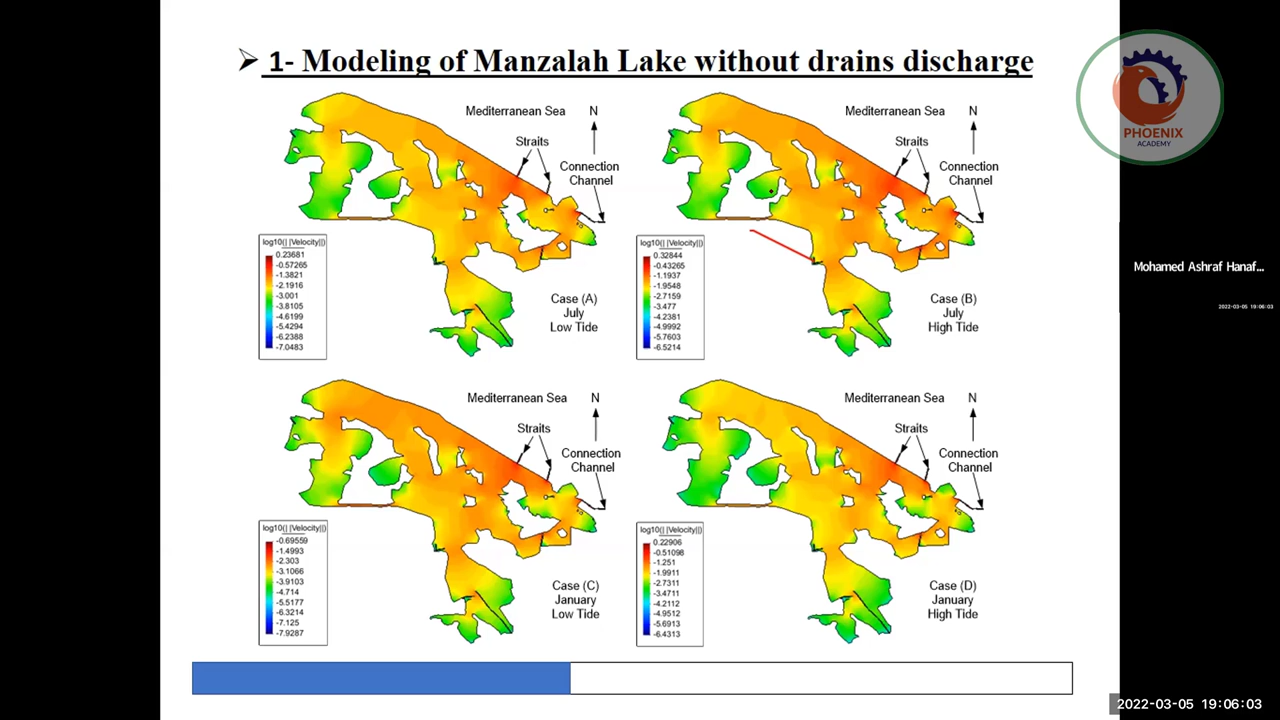 ➢ 1- Modeling of Manzalah Lake without drains discharge
Mediterranean Sea N
Straits
Connection
Channel
log10(| |Velocity||)
0.23681
-0.57265
-1.3821
-2.1916
-3.001
-3.8105
-4.6199
-5.4294
-6.2388
-7.0483
Case (A)
July
Low Tide
Mediterranean Sea N
Straits
Connection
Channel
log10(| |Velocity||)
0.32844
-0.43265
-1.1937
-1.9548
-2.7159
-3.477
-4.2381
-4.9992
-5.7603
-6.5214
Case (B)
July
High Tide
Mediterranean Sea N
Straits
Connection
Channel
log10(| |Velocity||)
-0.69559
-1.4993
-2.303
-3.1066
-3.9103
-4.714
-5.5177
-6.3214
-7.125
-7.9287
Case (C)
January
Low Tide
Mediterranean Sea N
Straits
Connection
Channel
log10(| |Velocity||)
0.22906
-0.51098
-1.251
-1.9911
-2.7311
-3.4711
-4.2112
-4.9512
-5.6913
-6.4313
Case (D)
January
High Tide
PHOENIX
ACADEMY
Mohamed Ashraf Hanaf...
2022-03-05 19:06:03
2022-03-05 19:06:03